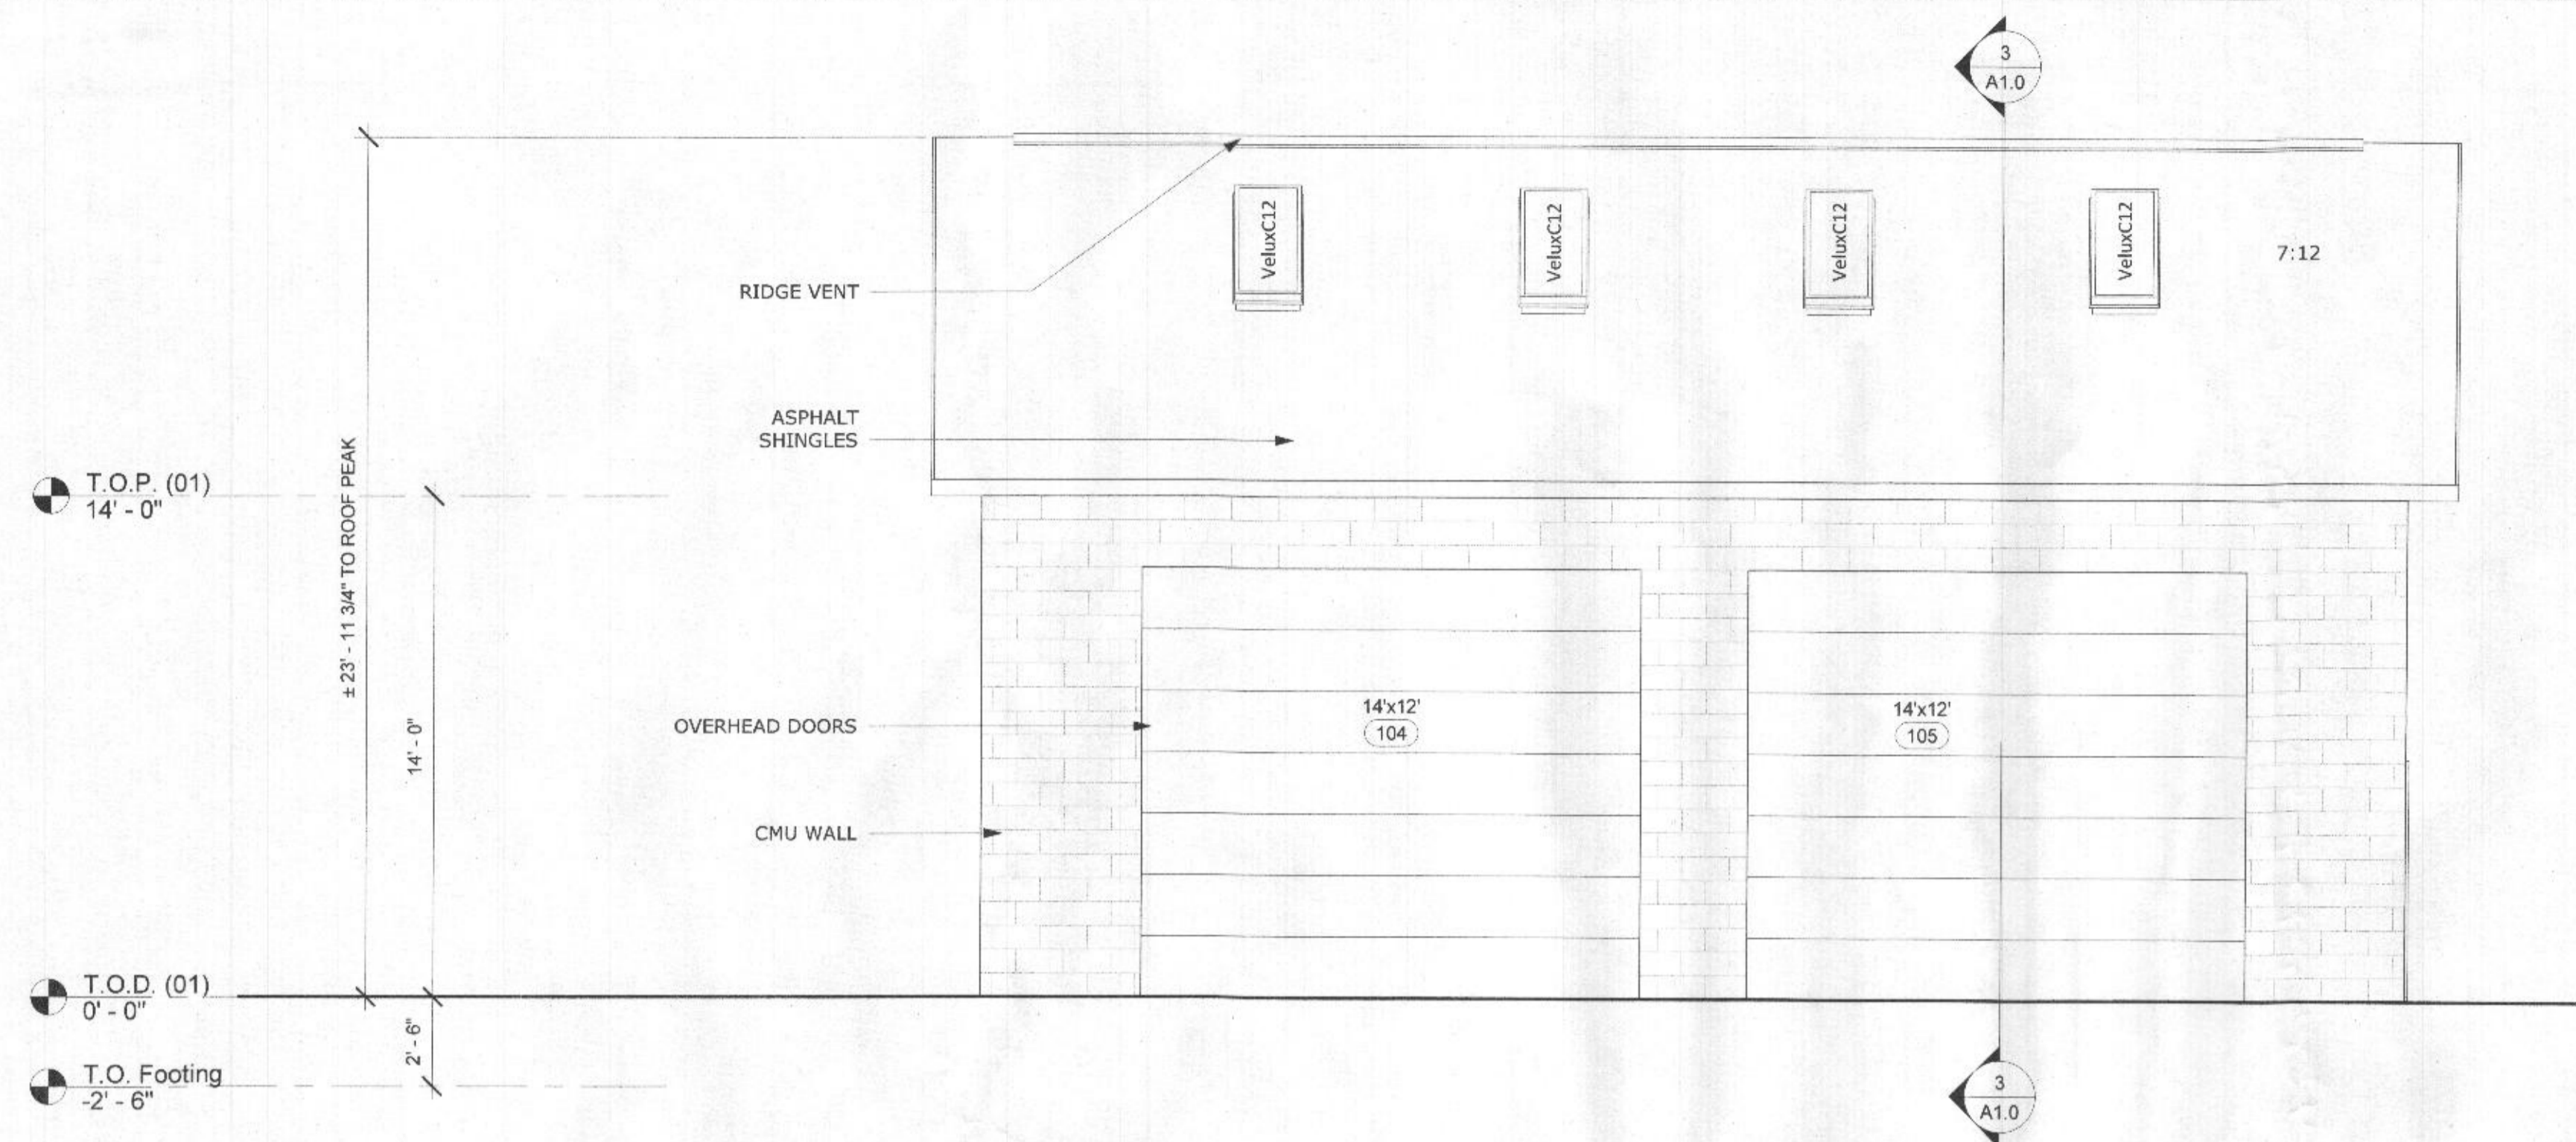 3
A1.0
VeluxC12
VeluxC12
VeluxC12
VeluxC12
7:12
RIDGE VENT
ASPHALT
SHINGLES
T.O.P. (01)
14' - 0"
± 23' - 11 3/4" TO ROOF PEAK
14' - 0"
OVERHEAD DOORS
14'x12'
104
14'x12'
105
CMU WALL
T.O.D. (01)
0' - 0"
2' - 6"
T.O. Footing
-2' - 6"
3
A1.0